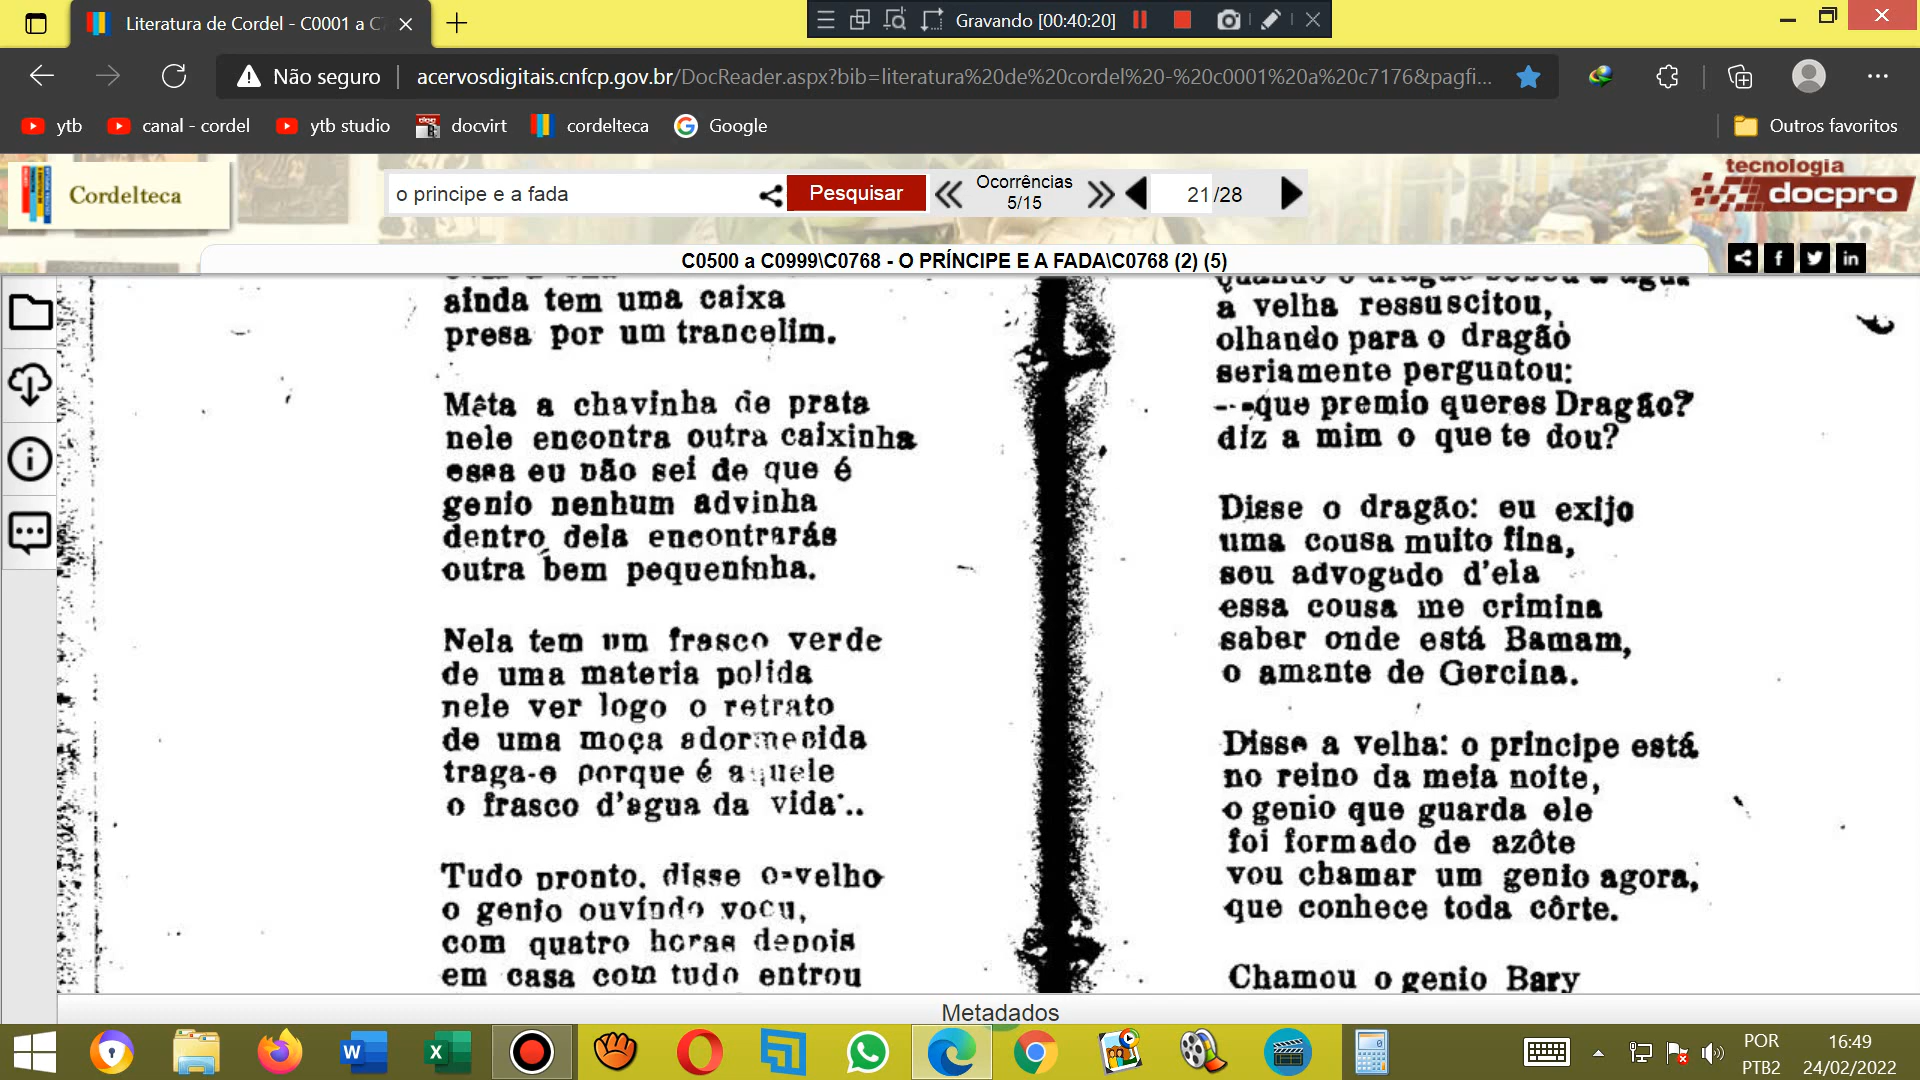 Literatura de Cordel - C0001 a C7
Gravando [00:40:20]
Não seguro
acervosdigitais.cnfcp.gov.br/DocReader.aspx?bib=literatura%20de%20cordel%20-%20c0001%20a%20c7176&pagfi...
ytb
canal - cordel
ytb studio
docvirt
cordelteca
Google
Outros favoritos
Cordelteca
o principe e a fada
Pesquisar
Ocorrências
5/15
21 /28
tecnologia
docpro
C0500 a C0999\C0768 - O PRÍNCIPE E A FADA\C0768 (2) (5)
ainda tem uma caixa
presa por um trancelim.
Mêta a chavinha de prata
nele encontra outra caixinha
essa eu não sei de que é
genio nenhum advinha
dentro dela encontrarás
outra bem pequeninha.
Nela tem um frasco verde
de uma materia polida
nele ver logo o retrato
de uma moça adormecida
traga-o porque é aquele
o frasco d'agua da vida...
Tudo pronto, disse o velho
o genio ouvindo voou,
com quatro horas depois
em casa com tudo entrou
Quando o dragão bebeu a agua
a velha ressuscitou,
olhando para o dragão
seriamente perguntou:
--que premio queres Dragão?
diz a mim o que te dou?
Disse o dragão: eu exijo
uma cousa muito fina,
sou advogado d'ela
essa cousa me crimina
saber onde está Bamam,
o amante de Gercina.
Disse a velha: o principe está
no reino da meia noite,
o genio que guarda ele
foi formado de azôte
vou chamar um genio agora,
que conhece toda côrte.
Chamou o genio Bary
Metadados
POR
PTB2
16:49
24/02/2022